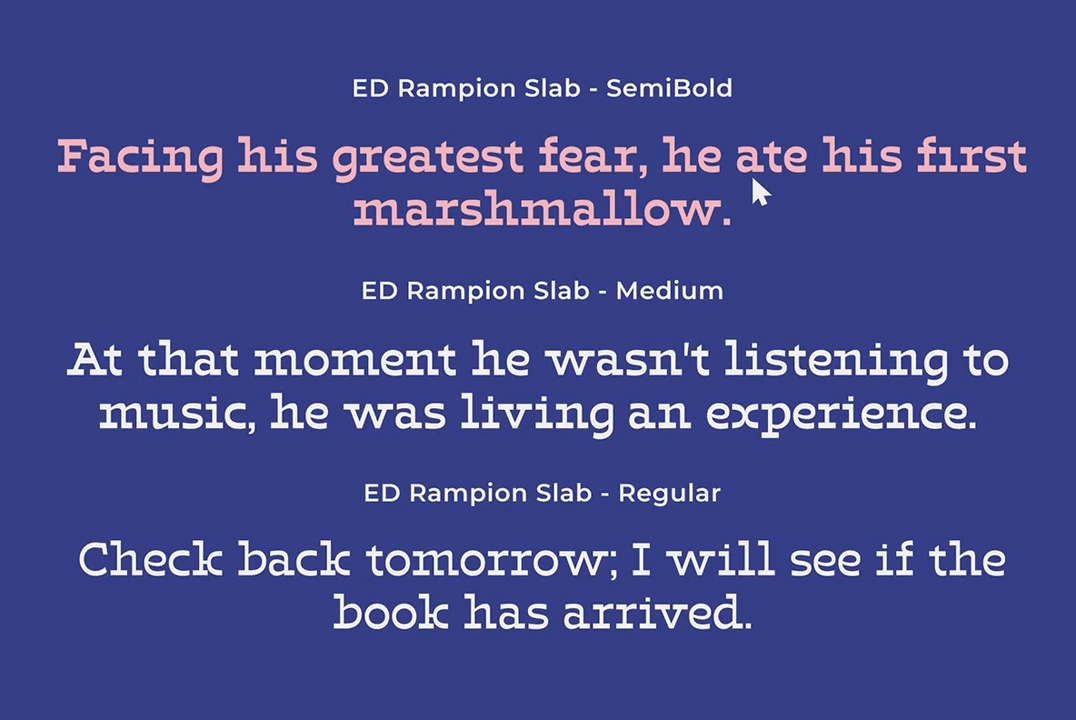 ED Rampion Slab - SemiBold
Facing his greatest fear, he ate his first
marshmallow.
ED Rampion Slab - Medium
At that moment he wasn't listening to
music, he was living an experience.
ED Rampion Slab - Regular
Check back tomorrow; I will see if the
book has arrived.